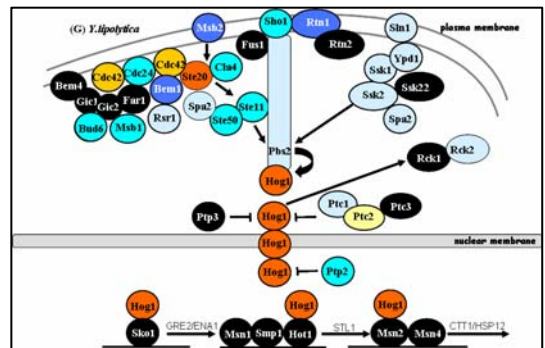 (G) Y.lipolytica
Msb2
Sho1
Rtn1
Sln1
plasma membrane
Fus1
Rtn2
Cdc42
Cdc24
Cdc42
Cla4
Ypd1
Bem4
Ste20
Ssk1
Gic1
Far1
Bem1
Ssk2
Ssk22
Gic2
Spa2
Ste11
Bud6
Msb1
Rsr1
Ste50
Spa2
Pbs2
Rck1
Rck2
Hog1
Ptp3
Hog1
Ptc1
Ptc2
Ptc3
Hog1
nuclear membrane
Hog1
Ptp2
Hog1
Hog1
Hog1
Sko1
GRE2/ENA1
Msn1
Smp1
Hot1
STL1
Msn2
Msn4
CTT1/HSP12